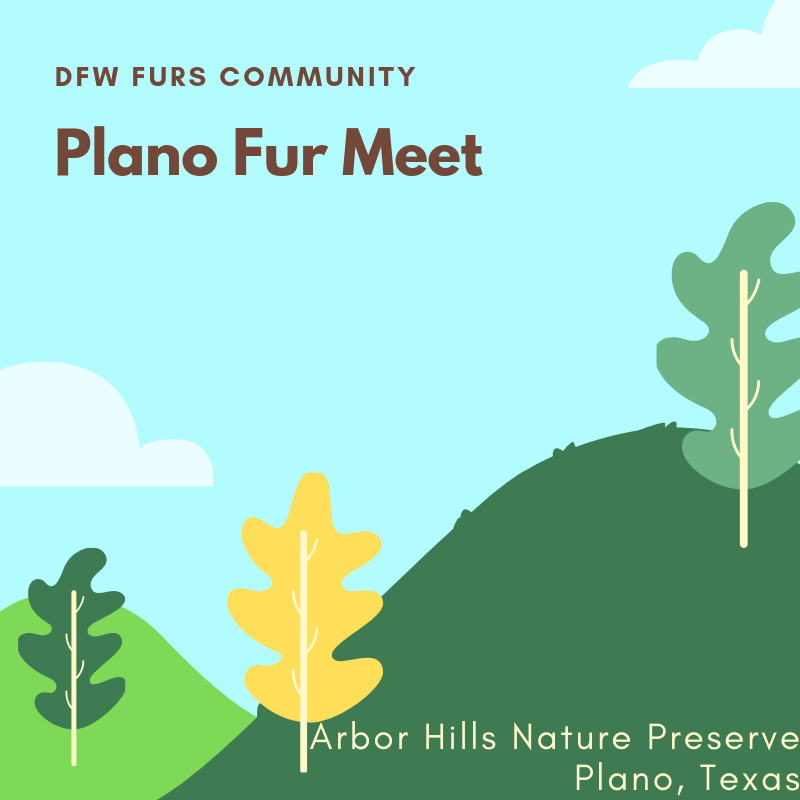 DFW FURS COMMUNITY
Plano Fur Meet
Arbor Hills Nature Preserve
Plano, Texas